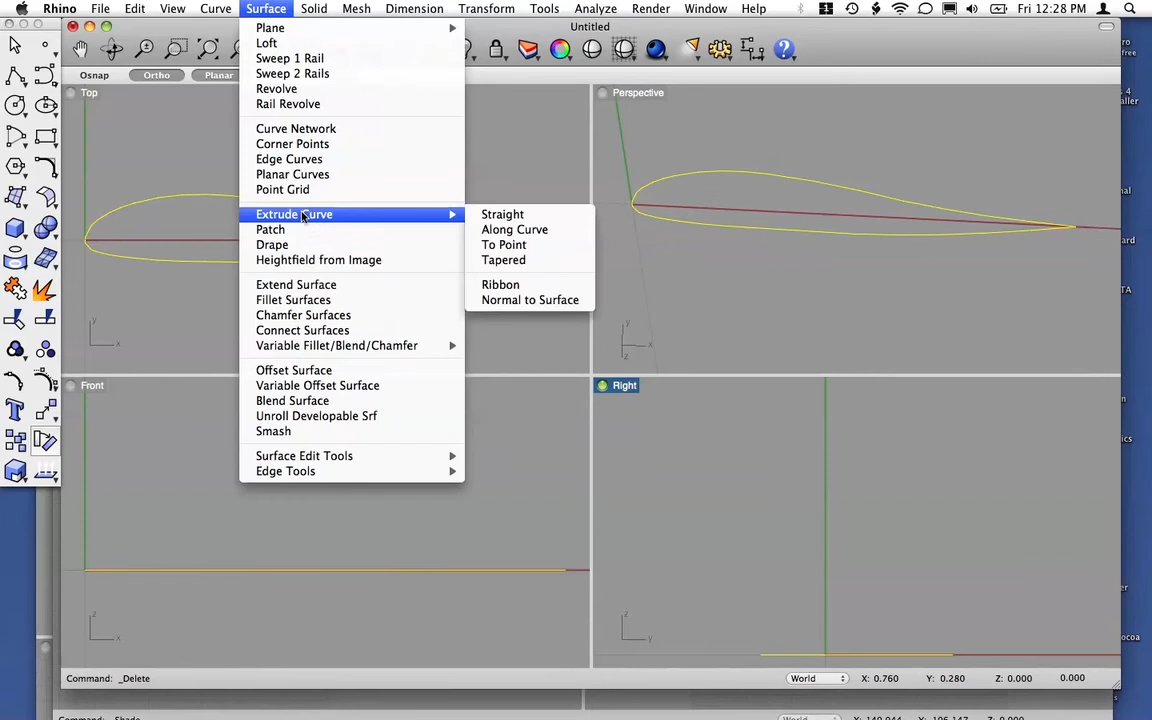 Rhino File Edit View Curve Surface Solid Mesh Dimension Transform Tools Analyze Render Window Help Fri 12:28 PM
Untitled
Osnap Ortho Planar
Top
Perspective
Plane
Loft
Sweep 1 Rail
Sweep 2 Rails
Revolve
Rail Revolve
Curve Network
Corner Points
Edge Curves
Planar Curves
Point Grid
Extrude Curve
Patch
Drape
Heightfield from Image
Extend Surface
Fillet Surfaces
Chamfer Surfaces
Connect Surfaces
Variable Fillet/Blend/Chamfer
Offset Surface
Variable Offset Surface
Blend Surface
Unroll Developable Srf
Smash
Surface Edit Tools
Edge Tools
Straight
Along Curve
To Point
Tapered
Ribbon
Normal to Surface
y
x
y
x
z
Front
Right
z
x
z
y
Command: _Delete
World X: 0.760 Y: 0.280 Z: 0.000 0.000